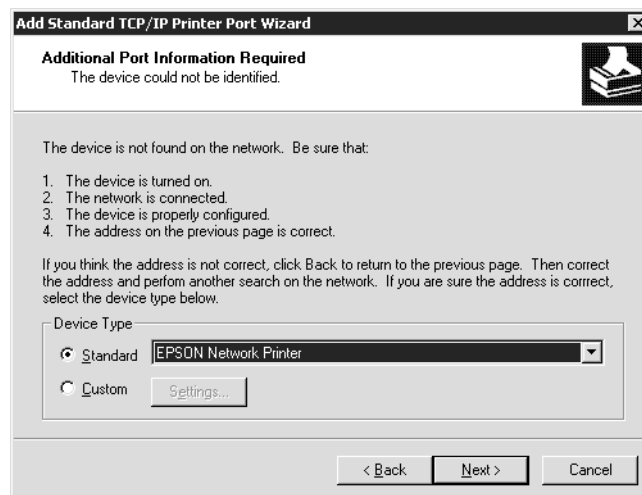 Add Standard TCP/IP Printer Port Wizard
Additional Port Information Required
The device could not be identified.
The device is not found on the network. Be sure that:
1. The device is turned on.
2. The network is connected.
3. The device is properly configured.
4. The address on the previous page is correct.
If you think the address is not correct, click Back to return to the previous page. Then correct
the address and perfom another search on the network. If you are sure the address is corrrect,
select the device type below.
Device Type
Standard EPSON Network Printer
Custom Settings...
< Back Next > Cancel